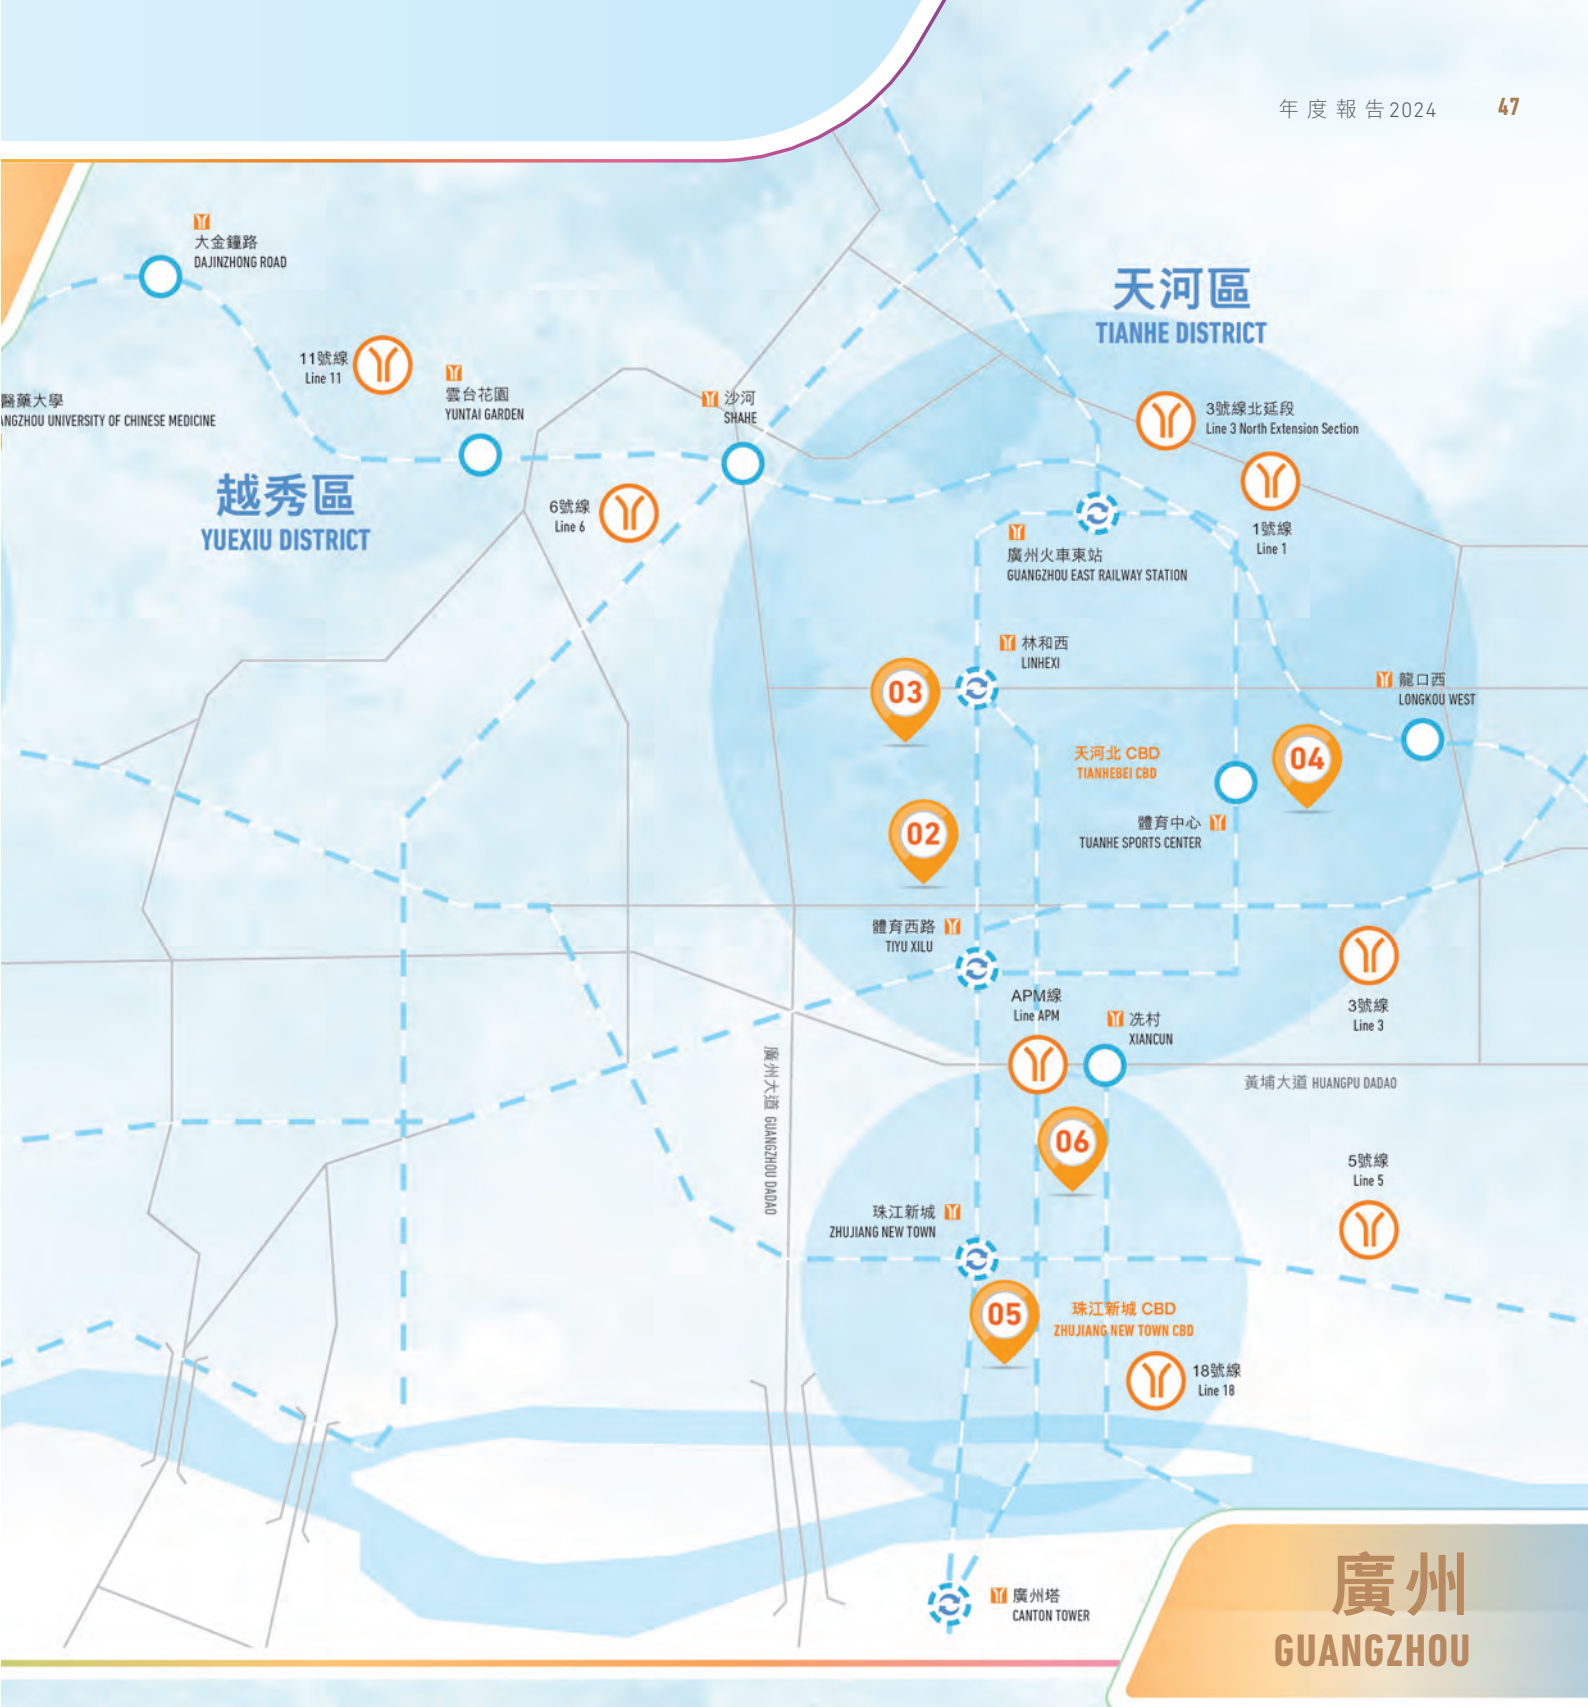 年度報告2024 47
大金鐘路
DAJINZHONG ROAD
天河區
TIANHE DISTRICT
11號線
Line 11
雲台花園
YUNTAI GARDEN
沙河
SHAHE
醫藥大學
ANGZHOU UNIVERSITY OF CHINESE MEDICINE
3號線北延段
Line 3 North Extension Section
越秀區
YUEXIU DISTRICT
6號線
Line 6
1號線
Line 1
廣州火車東站
GUANGZHOU EAST RAILWAY STATION
林和西
LINHEXI
03
龍口西
LONGKOU WEST
天河北 CBD
TIANHEBEI CBD
04
02
體育中心
TUANHE SPORTS CENTER
體育西路
TIYU XILU
APM線
Line APM
冼村
XIANCUN
3號線
Line 3
廣州大道 GUANGZHOU DADAO
黃埔大道 HUANGPU DADAO
06
5號線
Line 5
珠江新城
ZHUJIANG NEW TOWN
05
珠江新城 CBD
ZHUJIANG NEW TOWN CBD
18號線
Line 18
廣州塔
CANTON TOWER
廣州
GUANGZHOU